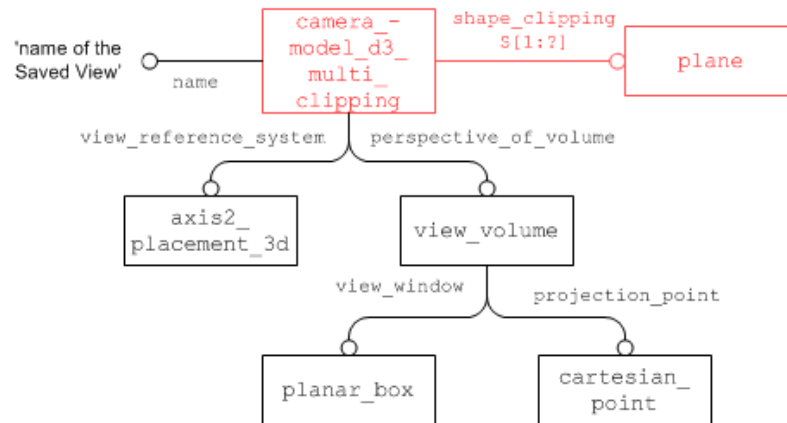 camera_-
model_d3_
multi_
clipping
shape_clipping
S[1:?]
plane
'name of the
Saved View'
name
view_reference_system
perspective_of_volume
axis2_
placement_3d
view_volume
view_window
projection_point
planar_box
cartesian_
point